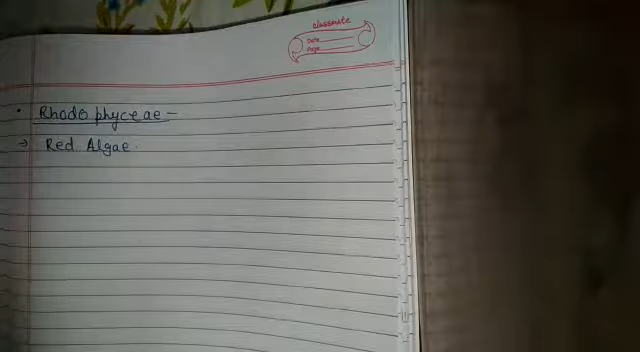 classmate
Date
Page
• Rhodophyceae –
→ Red Algae.